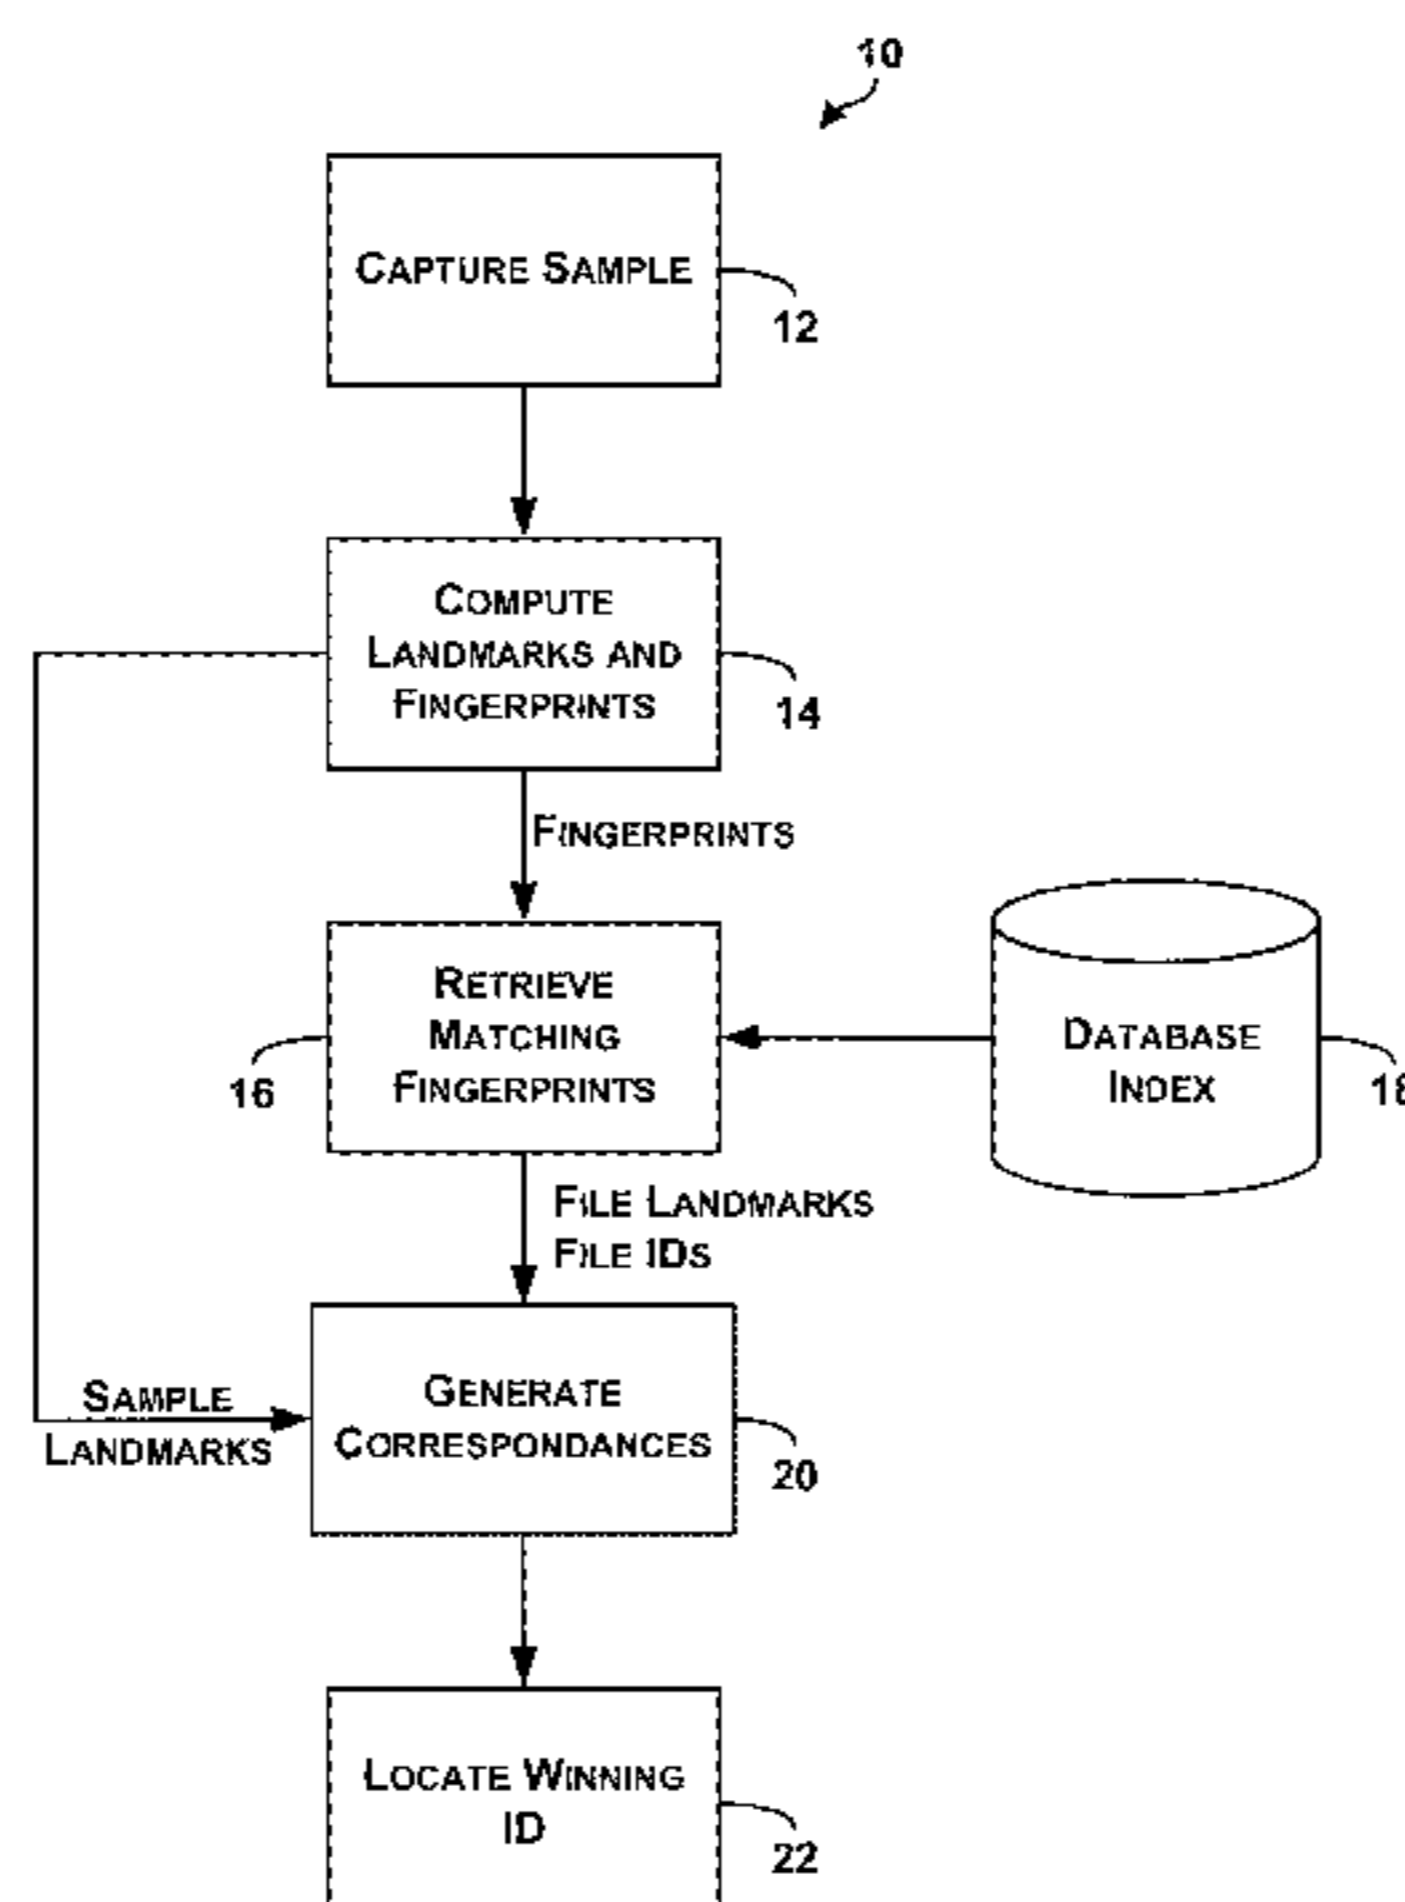 10
CAPTURE SAMPLE
12
COMPUTE
LANDMARKS AND
FINGERPRINTS
14
FINGERPRINTS
RETRIEVE
MATCHING
FINGERPRINTS
16
DATABASE
INDEX
FILE LANDMARKS
FILE IDS
SAMPLE
LANDMARKS
GENERATE
CORRESPONDANCES
20
LOCATE WINNING
ID
22